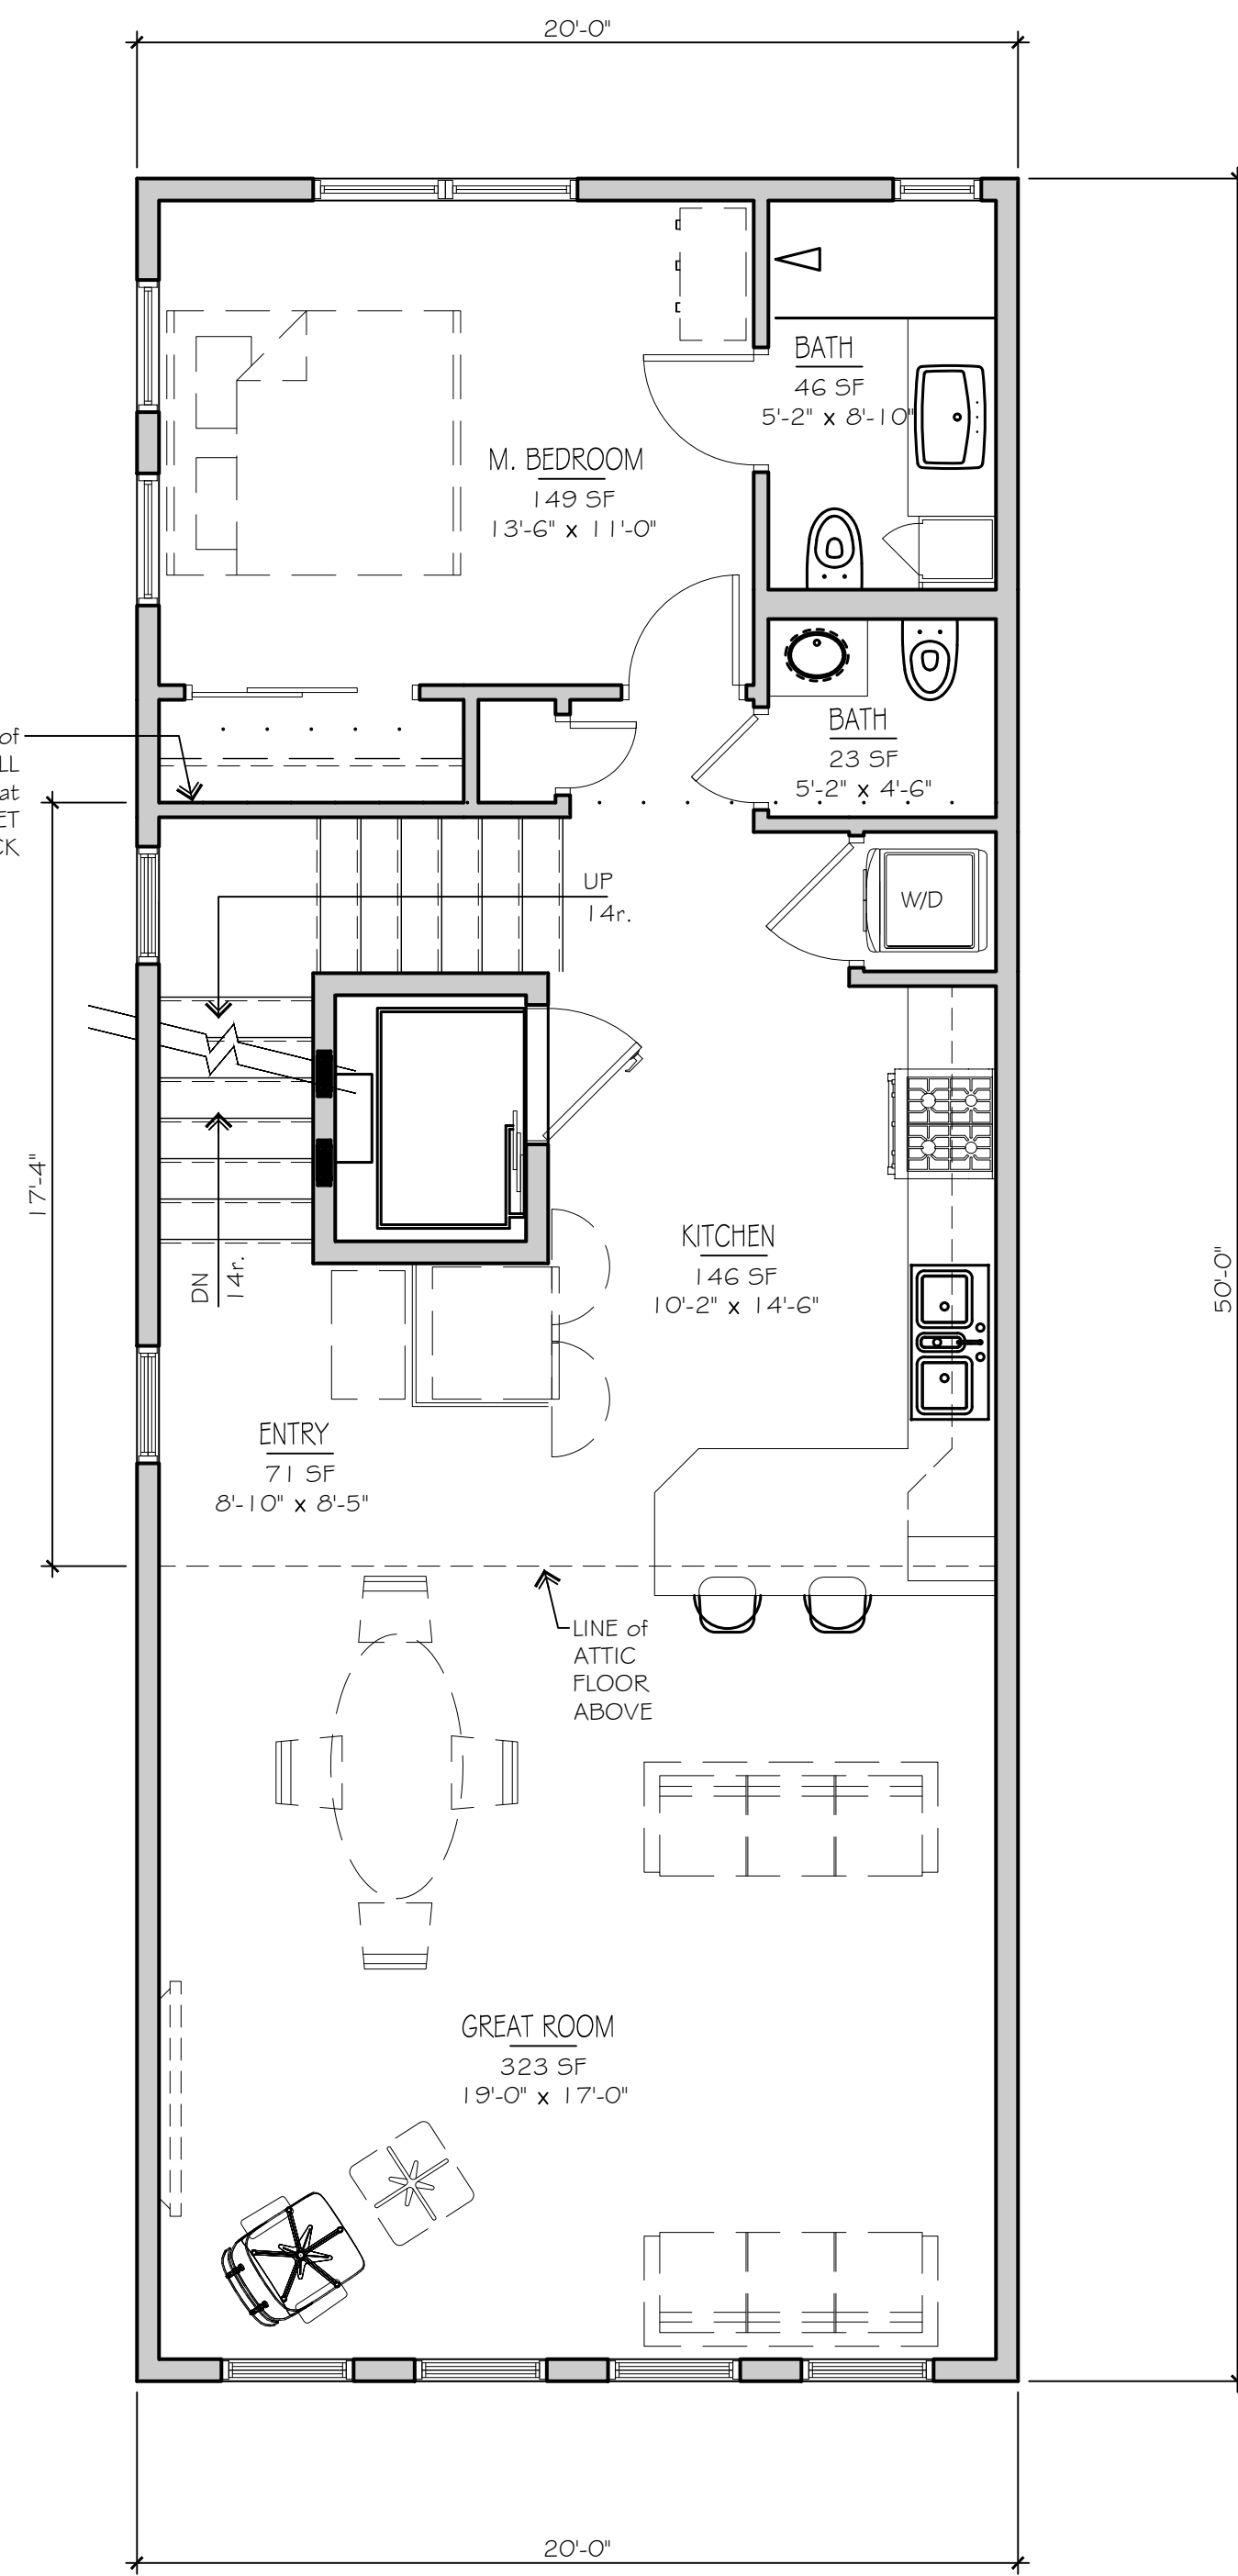 20'-0"
BATH
46 SF
5'-2" x 8'-10"
M. BEDROOM
149 SF
13'-6" x 11'-0"
BATH
23 SF
5'-2" x 4'-6"
of
LL
at
ET
CK
UP
14r.
W/D
17'-4"
DN
14r.
KITCHEN
146 SF
10'-2" x 14'-6"
50'-0"
ENTRY
71 SF
8'-10" x 8'-5"
LINE of
ATTIC
FLOOR
ABOVE
GREAT ROOM
323 SF
19'-0" x 17'-0"
20'-0"